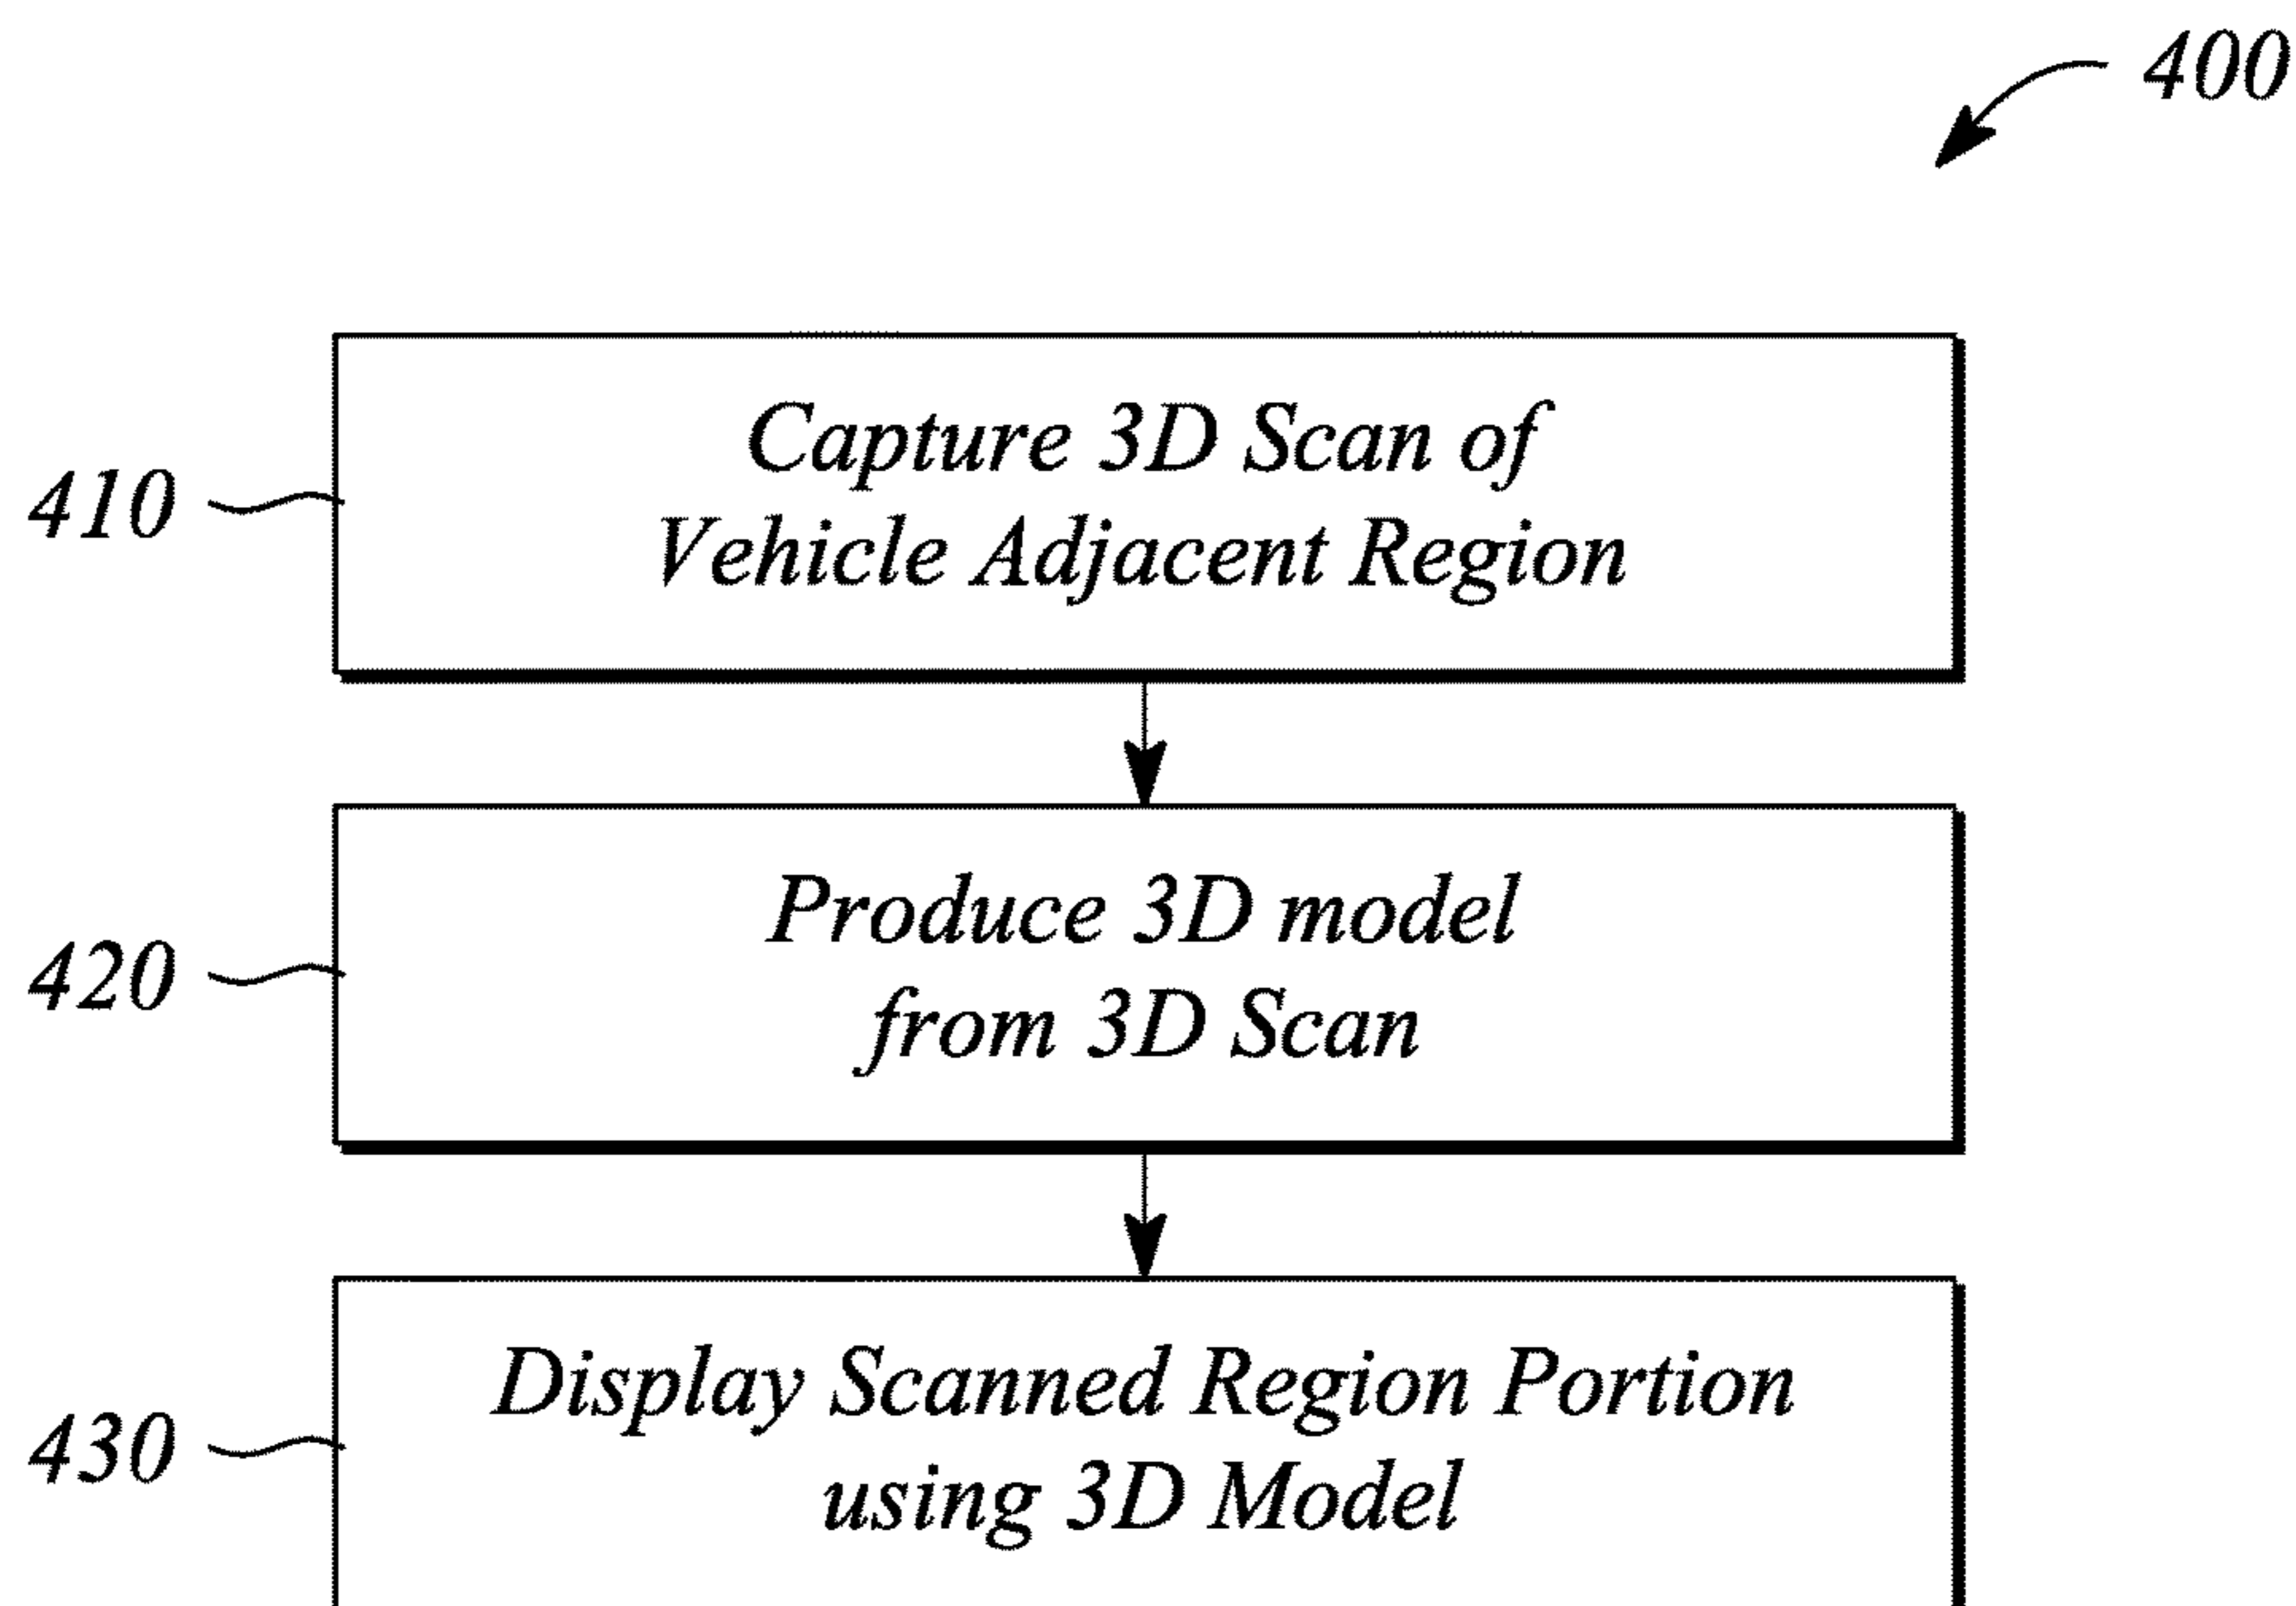 400
410
Capture 3D Scan of
Vehicle Adjacent Region
420
Produce 3D model
from 3D Scan
430
Display Scanned Region Portion
using 3D Model